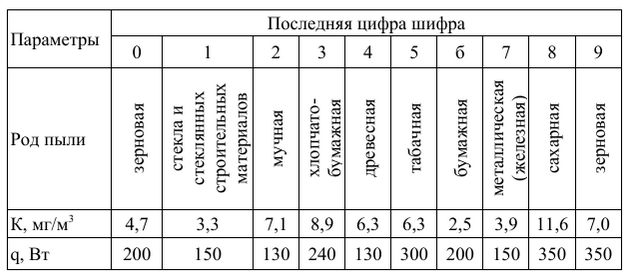 Параметры Последняя цифра шифра
0 1 2 3 4 5 б 7 8 9
Род пыли
зерновая
стекла и
стеклянных
строительных
материалов
мучная
хлопчато-
бумажная
древесная
табачная
бумажная
металлическая
(железная)
сахарная
зерновая
К, мг/м³ 4,7 3,3 7,1 8,9 6,3 6,3 2,5 3,9 11,6 7,0
q, Вт 200 150 130 240 130 300 200 150 350 350